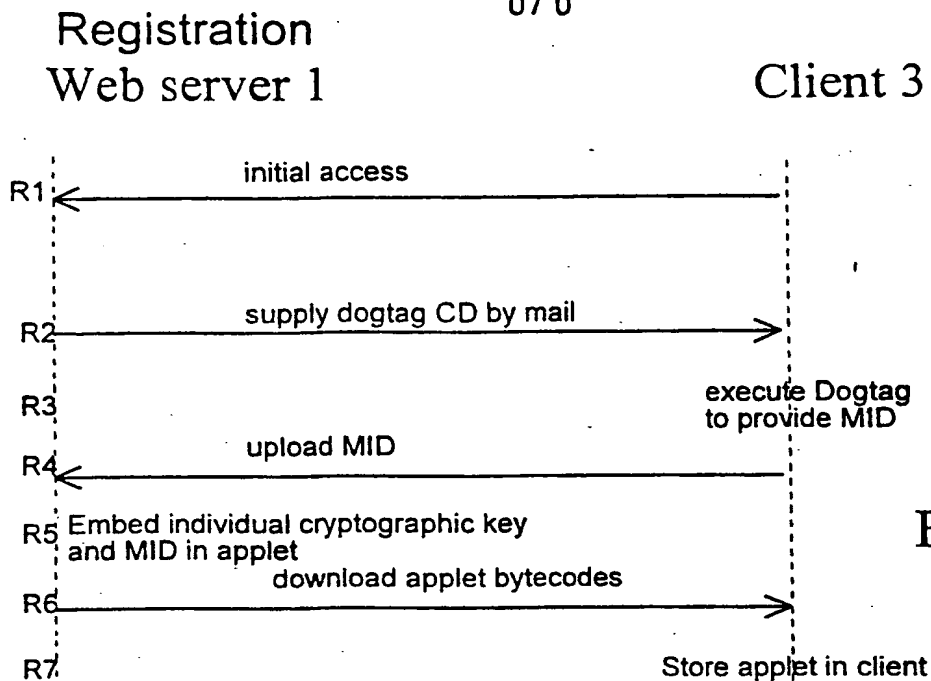 Registration
Web server 1
Client 3
R1
initial access
R2
supply dogtag CD by mail
R3
execute Dogtag
to provide MID
R4
upload MID
R5
Embed individual cryptographic key
and MID in applet
R6
download applet bytecodes
R7
Store applet in client